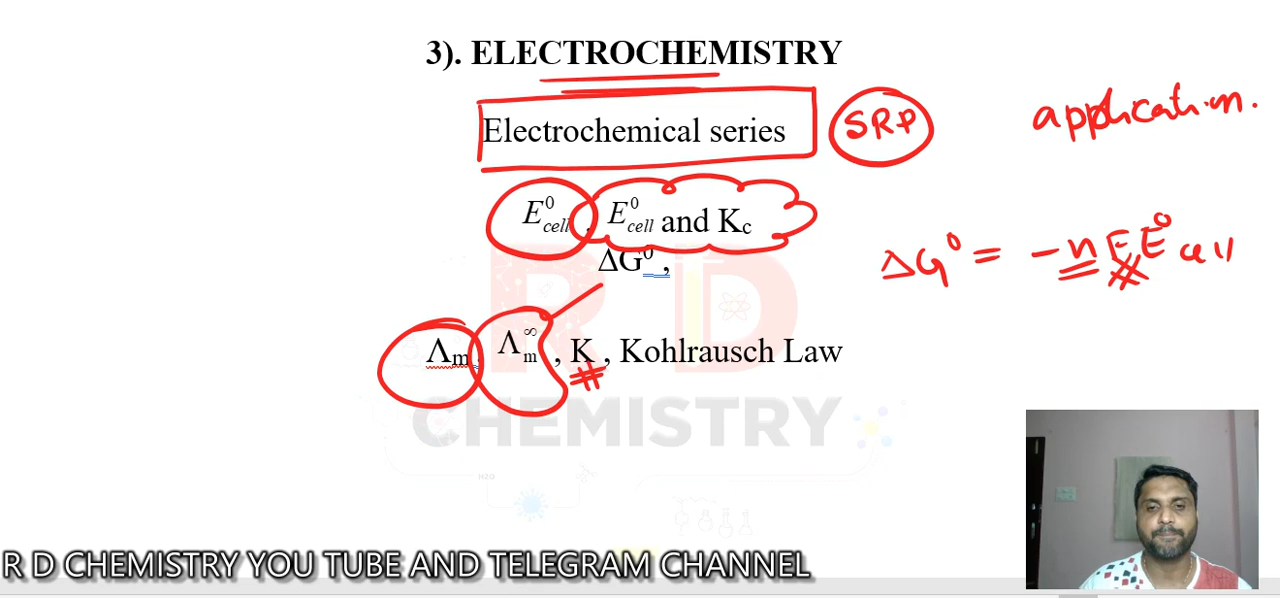 3). ELECTROCHEMISTRY
Electrochemical series SRP application.
E⁰cell , E⁰cell and Kc
ΔG⁰ , ΔG⁰ = -nFE⁰cell
Λm, Λ∞m , K , Kohlrausch Law
R D
CHEMISTRY
H2O
R D CHEMISTRY YOU TUBE AND TELEGRAM CHANNEL